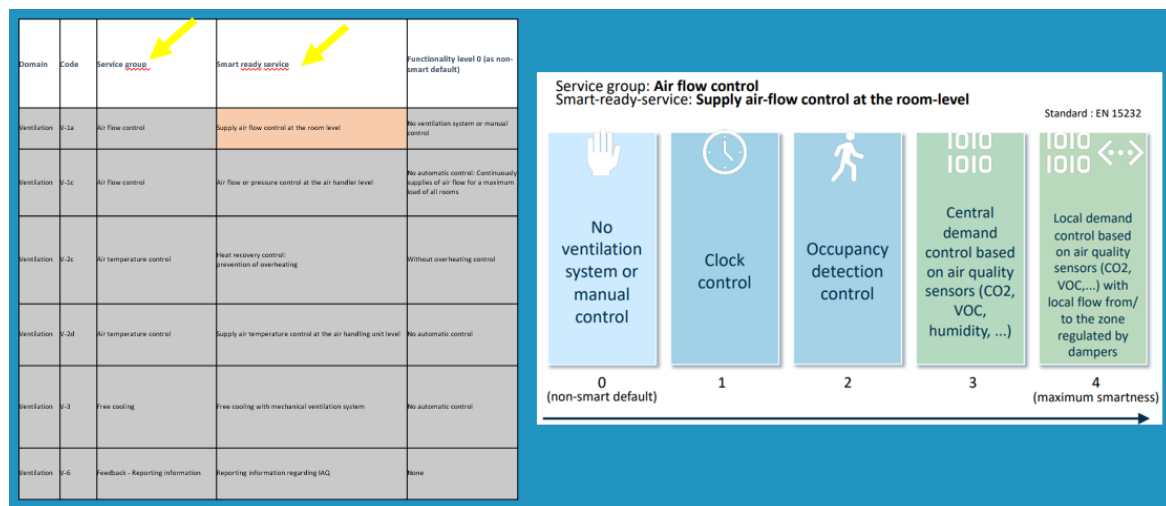 Domain
Code
Service group
Smart ready service
Functionality level 0 (as non-
smart default)
Ventilation
V-1a
Air flow control
Supply air flow control at the room level
No ventilation system or manual
control
Ventilation
V-1c
Air flow control
Air flow or pressure control at the air handler level
No automatic control: Continuously
supplies of air flow for a maximum
load of all rooms
Ventilation
V-2c
Air temperature control
Heat recovery control:
prevention of overheating
Without overheating control
Ventilation
V-2d
Air temperature control
Supply air temperature control at the air handling unit level
No automatic control
Ventilation
V-3
Free cooling
Free cooling with mechanical ventilation system
No automatic control
Ventilation
V-6
Feedback - Reporting information
Reporting information regarding IAQ
None
Service group: Air flow control
Smart-ready-service: Supply air-flow control at the room-level
Standard : EN 15232
No
ventilation
system or
manual
control
Clock
control
Occupancy
detection
control
1010
1010
Central
demand
control based
on air quality
sensors (CO2,
VOC,
humidity, ...)
1010
1010
Local demand
control based
on air quality
sensors (CO2,
VOC,...) with
local flow from/
to the zone
regulated by
dampers
0
(non-smart default)
1
2
3
4
(maximum smartness)